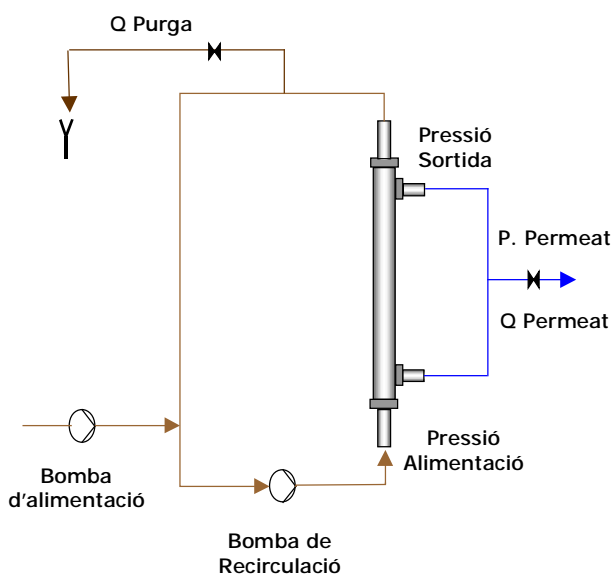 Q Purga
Pressió
Sortida
P. Permeat
Q Permeat
Pressió
Alimentació
Bomba
d'alimentació
Bomba de
Recirculació